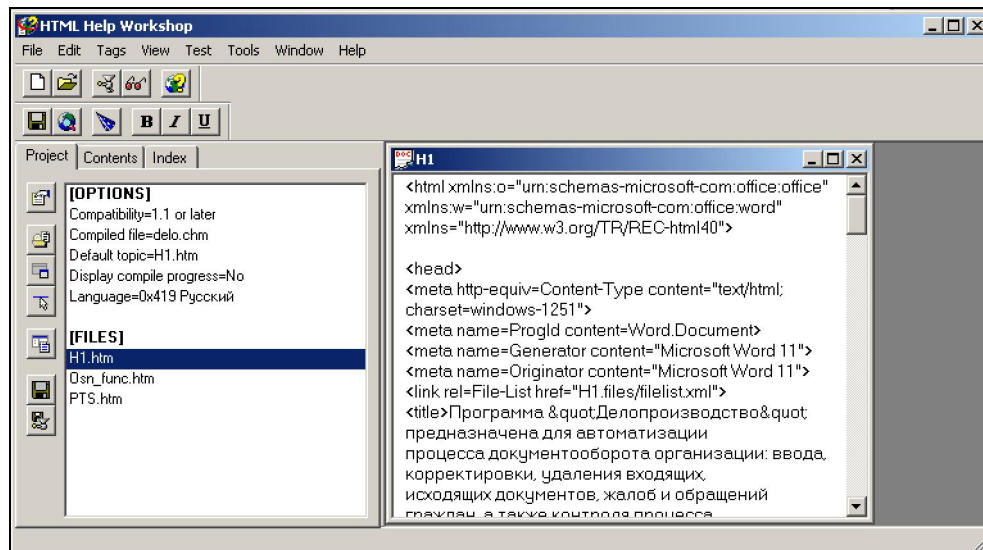 HTML Help Workshop
File Edit Tags View Test Tools Window Help
B I U
Project Contents Index
[OPTIONS]
Compatibility=1.1 or later
Compiled file=delo.chm
Default topic=H1.htm
Display compile progress=No
Language=0x419 Русский
[FILES]
H1.htm
Osn_func.htm
PTS.htm
DOC
H1
<html xmlns:o="urn:schemas-microsoft-com:office:office"
xmlns:w="urn:schemas-microsoft-com:office:word"
xmlns="http://www.w3.org/TR/REC-html40">
<head>
<meta http-equiv=Content-Type content="text/html;
charset=windows-1251">
<meta name=ProgId content=Word.Document>
<meta name=Generator content="Microsoft Word 11">
<meta name=Originator content="Microsoft Word 11">
<link rel=File-List href="H1.files/filelist.xml">
<title>Программа &quot;Делопроизводство&quot;
предназначена для автоматизации
процесса документооборота организации: ввода,
корректировки, удаления входящих,
исходящих документов, жалоб и обращений
граждан, а также контроля процесса